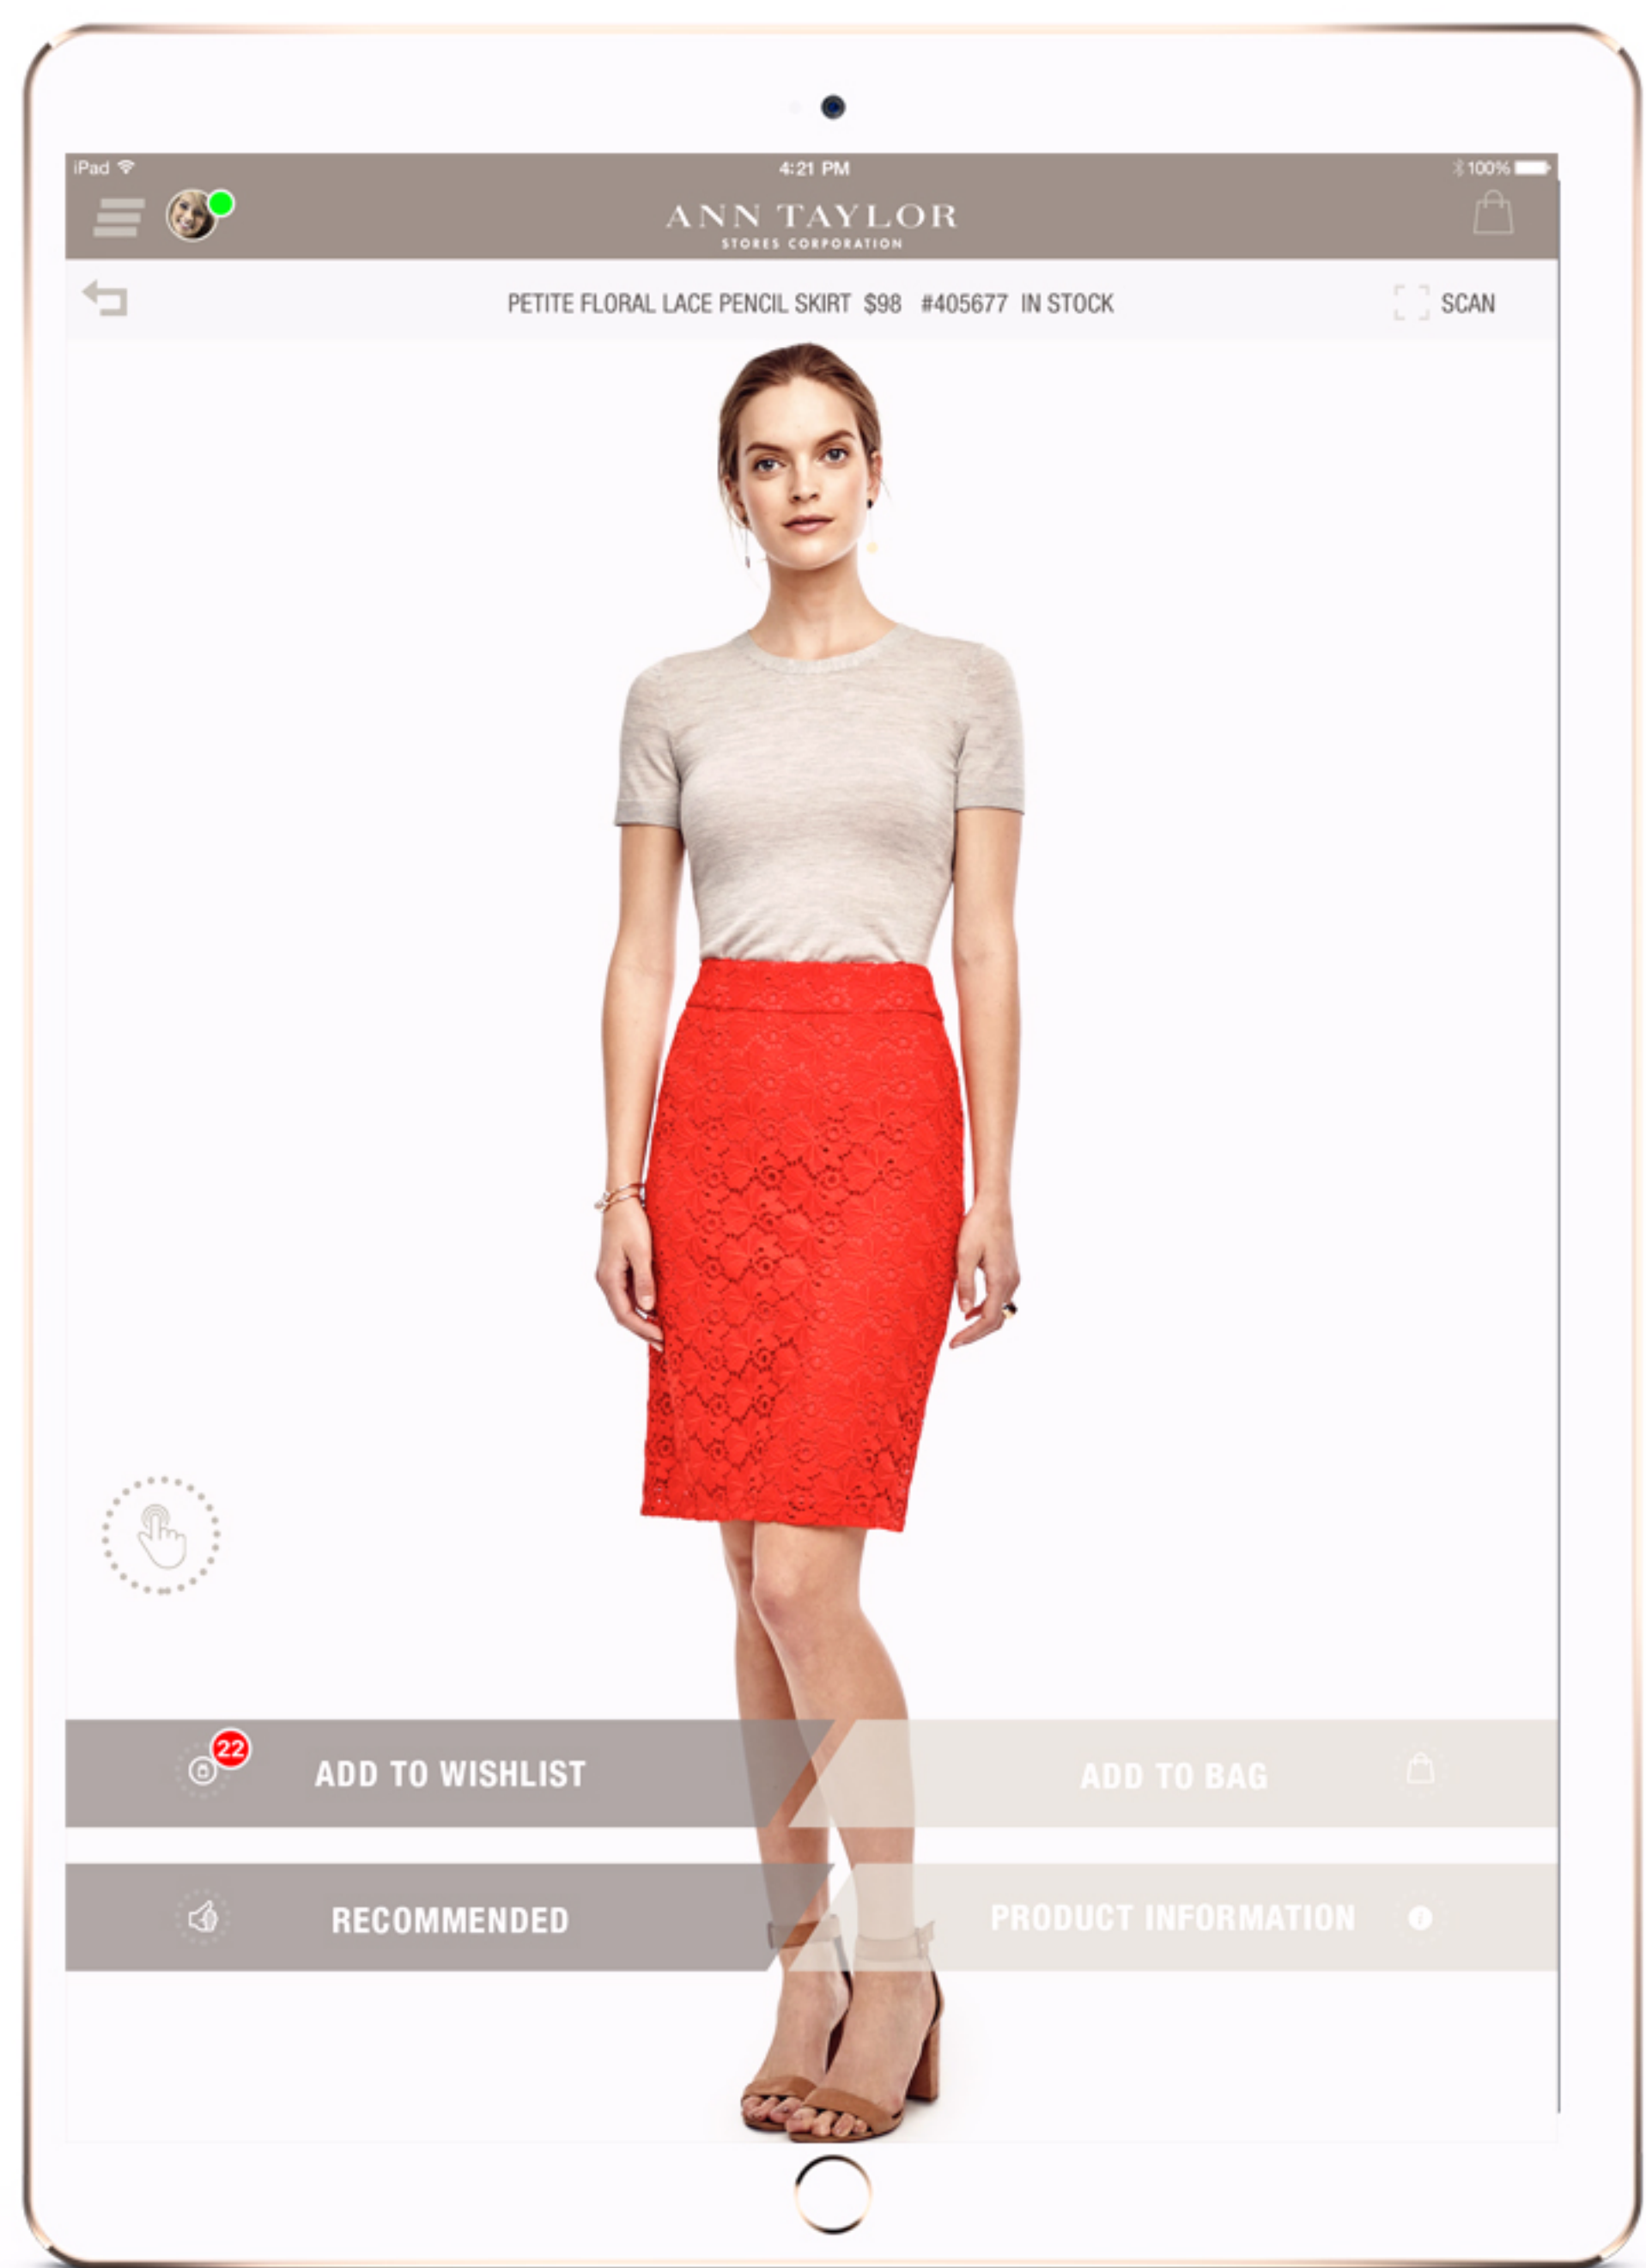 iPad 4:21 PM 100%
ANN TAYLOR
STORES CORPORATION
PETITE FLORAL LACE PENCIL SKIRT $98 #405677 IN STOCK SCAN
22
ADD TO WISHLIST ADD TO BAG
RECOMMENDED PRODUCT INFORMATION